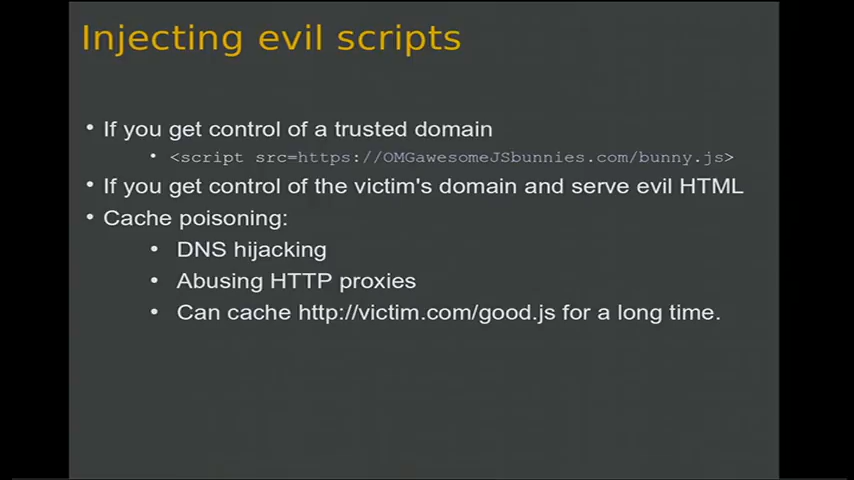 Injecting evil scripts
• If you get control of a trusted domain
• <script src=https://OMGawesomeJSbunnies.com/bunny.js>
• If you get control of the victim's domain and serve evil HTML
• Cache poisoning:
• DNS hijacking
• Abusing HTTP proxies
• Can cache http://victim.com/good.js for a long time.